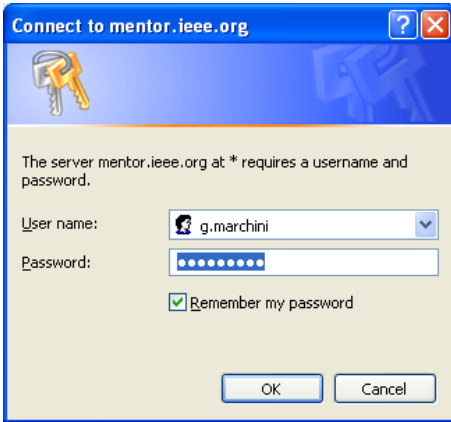 Connect to mentor.ieee.org
The server mentor.ieee.org at * requires a username and
password.
User name:
g.marchini
Password:
●●●●●●●●●
Remember my password
OK Cancel